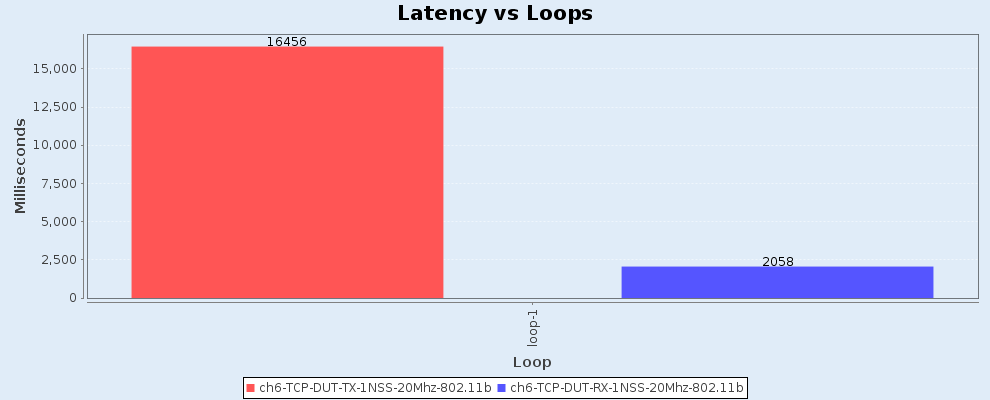 Latency vs Loops
16456
15,000
12,500
10,000
7,500
5,000
2,500
0
Milliseconds
2058
loop-1
Loop
ch6-TCP-DUT-TX-1NSS-20Mhz-802.11b ch6-TCP-DUT-RX-1NSS-20Mhz-802.11b